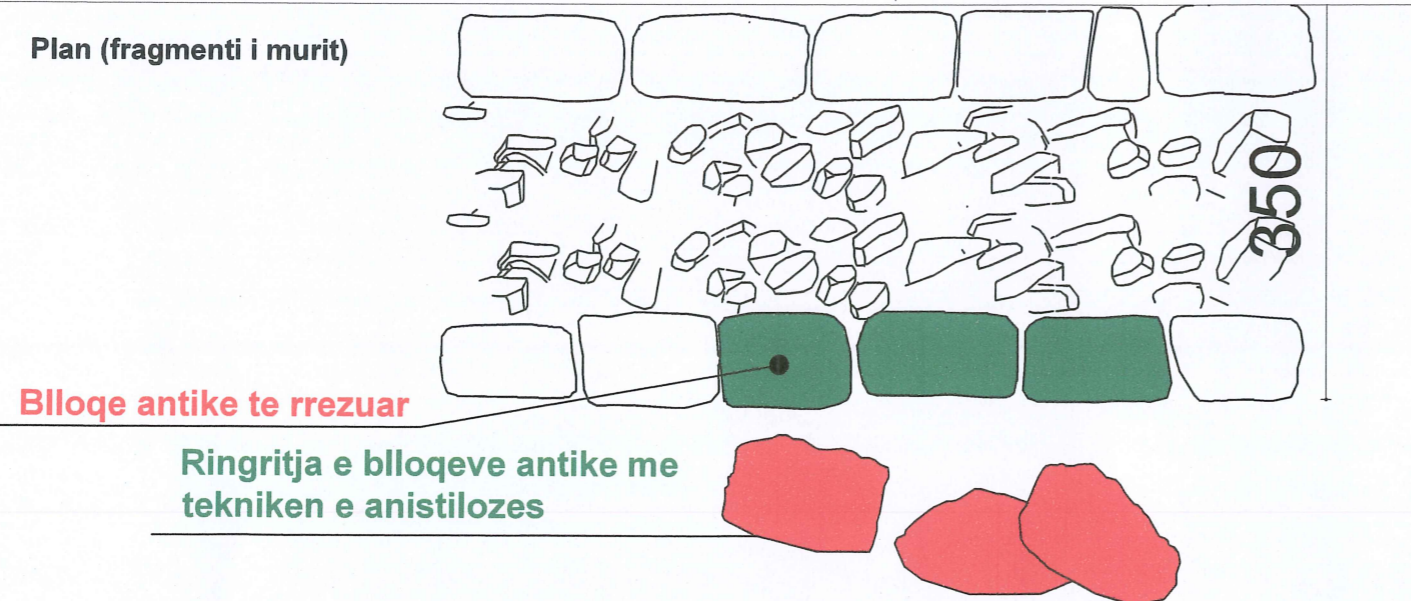 Plan (fragmenti i murit)
350
Blloqe antike te rrezuar
Ringritja e blloqeve antike me
tekniken e anistilozes